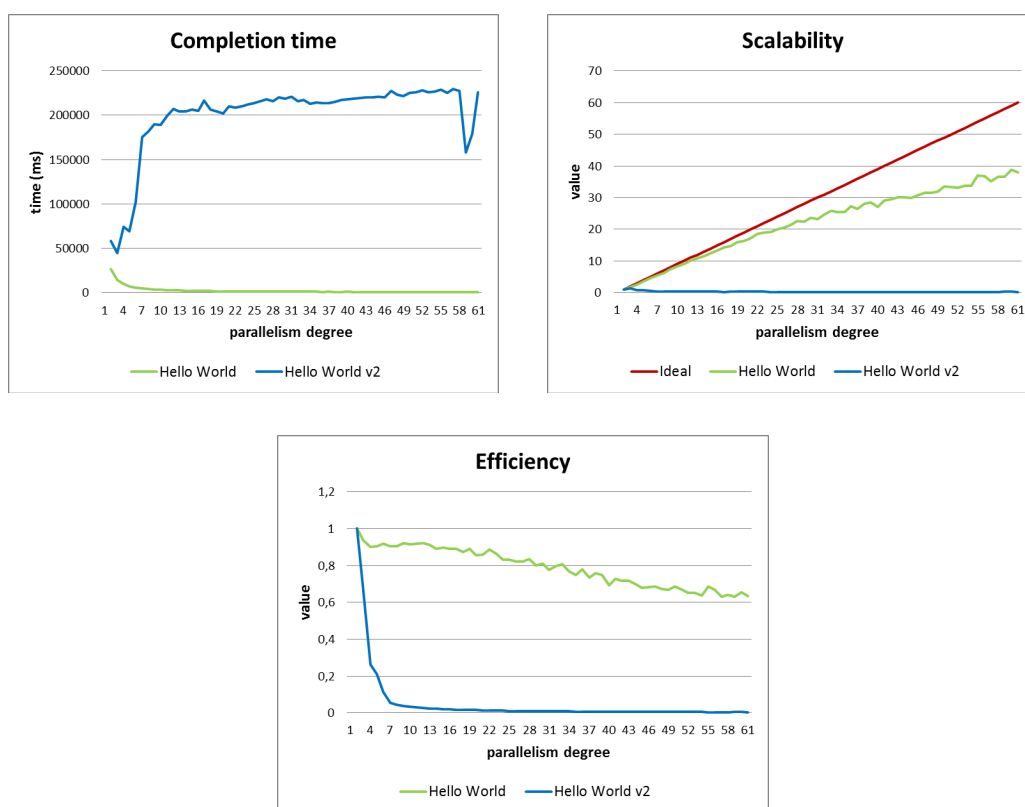 Completion time
time (ms)
250000
200000
150000
100000
50000
0
1 4 7 10 13 16 19 22 25 28 31 34 37 40 43 46 49 52 55 58 61
parallelism degree
Hello World Hello World v2
Scalability
value
70
60
50
40
30
20
10
0
1 4 7 10 13 16 19 22 25 28 31 34 37 40 43 46 49 52 55 58 61
parallelism degree
Ideal Hello World Hello World v2
Efficiency
value
1,2
1
0,8
0,6
0,4
0,2
0
1 4 7 10 13 16 19 22 25 28 31 34 37 40 43 46 49 52 55 58 61
parallelism degree
Hello World Hello World v2